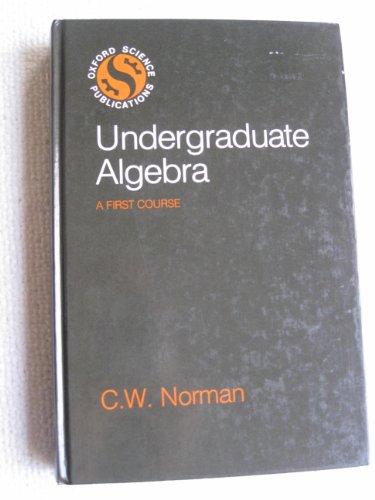 OXFORD SCIENCE
PUBLICATIONS
Undergraduate
Algebra
A FIRST COURSE
C.W. Norman